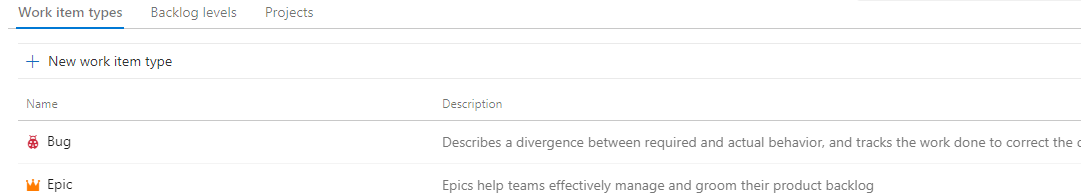 Work item types Backlog levels Projects
New work item type
Name Description
Bug Describes a divergence between required and actual behavior, and tracks the work done to correct the
Epic Epics help teams effectively manage and groom their product backlog